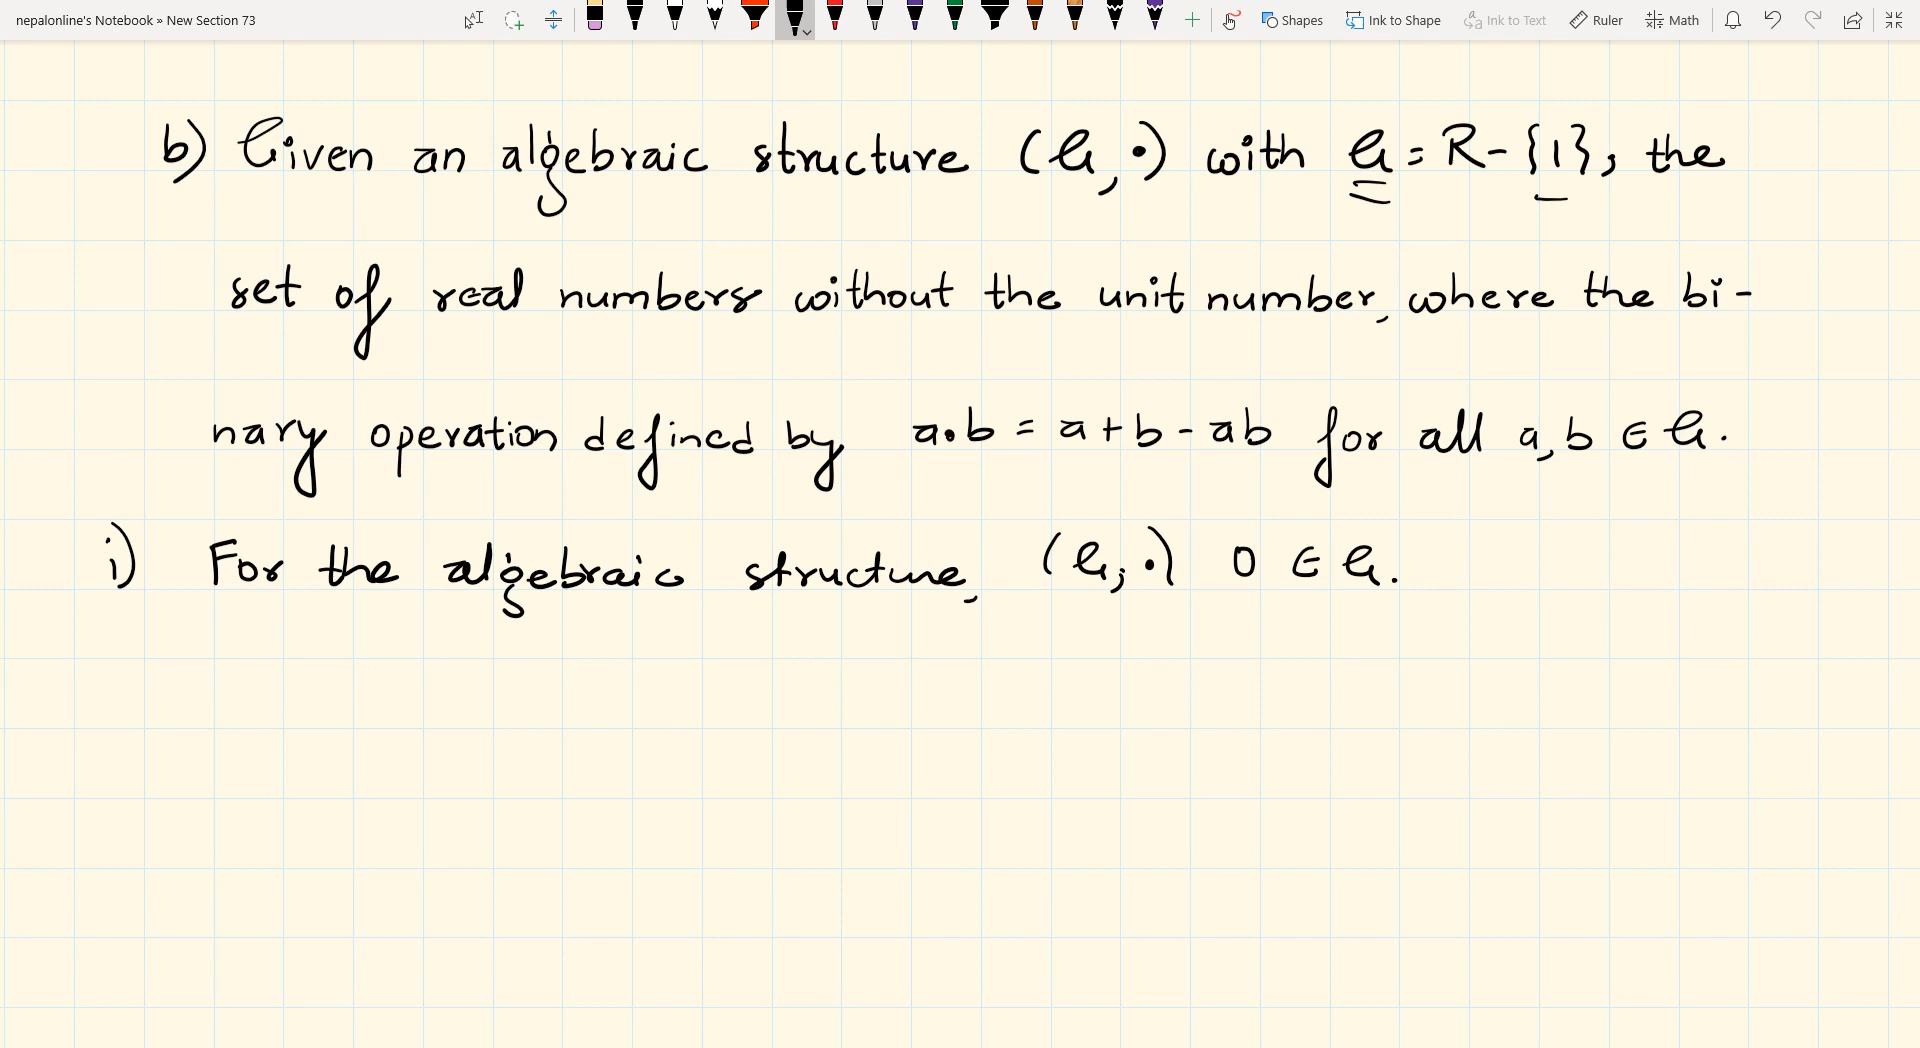 nepalonline's Notebook » New Section 73
Shapes Ink to Shape Ink to Text Ruler Math
b) Given an algebraic structure (G, •) with G = R - {1}, the
set of real numbers without the unit number, where the bi-
nary operation defined by a•b = a + b - ab for all a, b ∈ G.
i) For the algebraic structure, (G, •) 0 ∈ G.